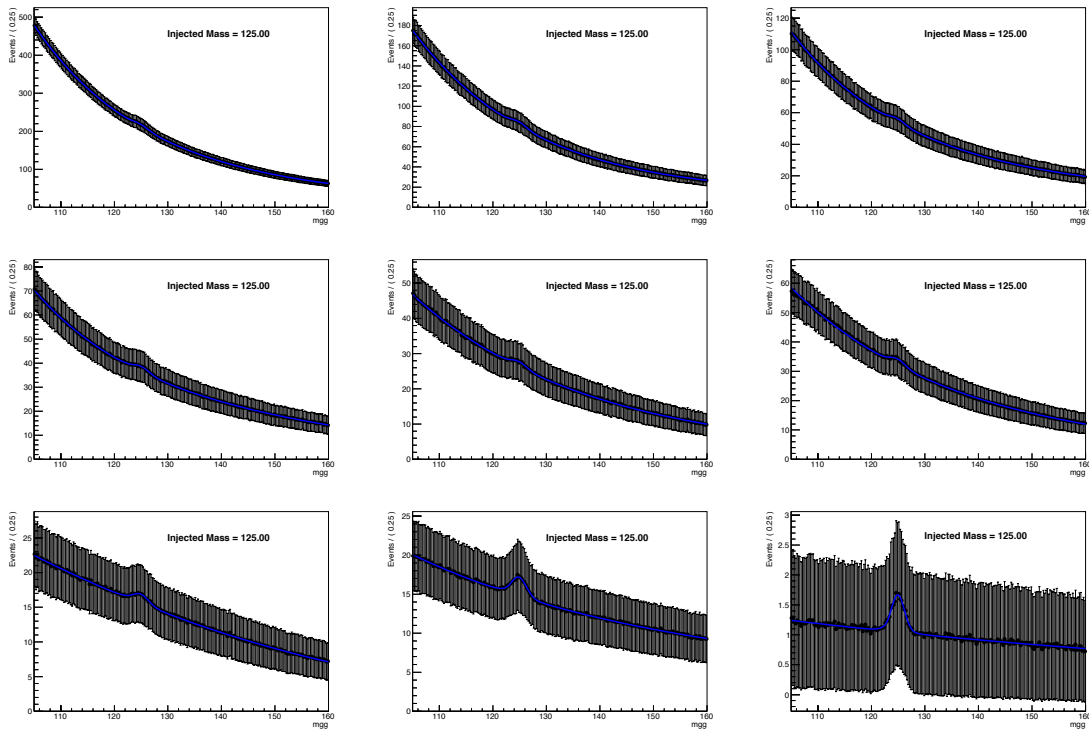 Events / ( 0.25 )
500
400
300
200
100
0
Injected Mass = 125.00
110 120 130 140 150 160
mgg
Events / ( 0.25 )
180
160
140
120
100
80
60
40
20
0
Injected Mass = 125.00
110 120 130 140 150 160
mgg
Events / ( 0.25 )
120
100
80
60
40
20
0
Injected Mass = 125.00
110 120 130 140 150 160
mgg
Events / ( 0.25 )
80
70
60
50
40
30
20
10
0
Injected Mass = 125.00
110 120 130 140 150 160
mgg
Events / ( 0.25 )
50
40
30
20
10
0
Injected Mass = 125.00
110 120 130 140 150 160
mgg
Events / ( 0.25 )
60
50
40
30
20
10
0
Injected Mass = 125.00
110 120 130 140 150 160
mgg
Events / ( 0.25 )
25
20
15
10
5
0
Injected Mass = 125.00
110 120 130 140 150 160
mgg
Events / ( 0.25 )
25
20
15
10
5
0
Injected Mass = 125.00
110 120 130 140 150 160
mgg
Events / ( 0.25 )
3
2.5
2
1.5
1
0.5
0
Injected Mass = 125.00
110 120 130 140 150 160
mgg